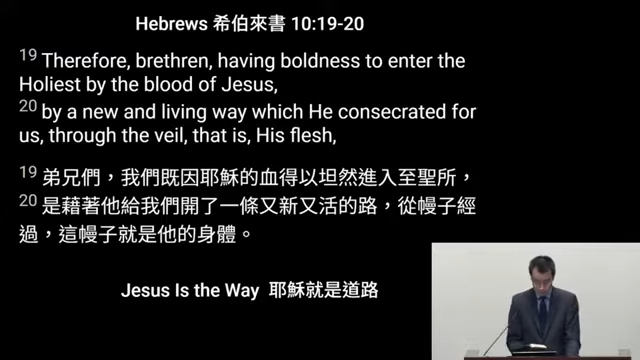 Hebrews 希伯來書 10:19-20
19 Therefore, brethren, having boldness to enter the
Holiest by the blood of Jesus,
20 by a new and living way which He consecrated for
us, through the veil, that is, His flesh,
19 弟兄們，我們既因耶穌的血得以坦然進入至聖所，
20 是藉著他給我們開了一條又新又活的路，從幔子經
過，這幔子就是他的身體。
Jesus Is the Way 耶穌就是道路